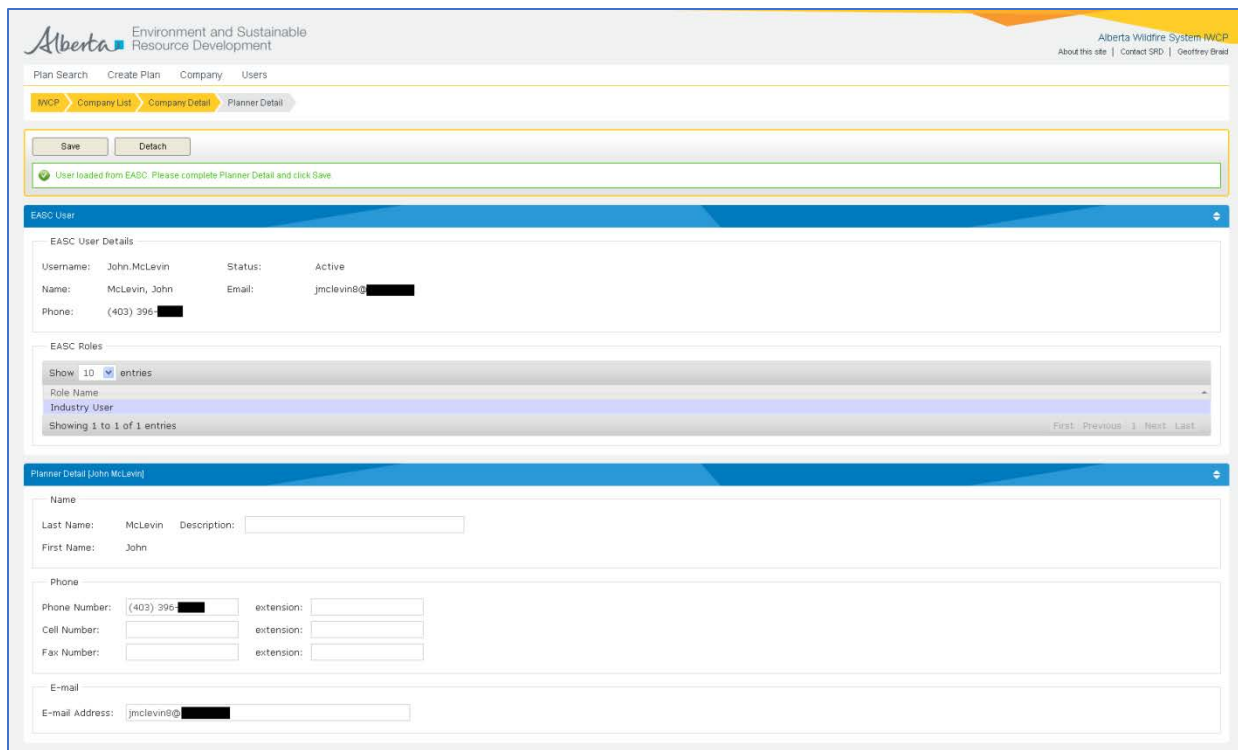 Alberta Environment and Sustainable
Resource Development
Alberta Wildfire System IWCP
About this site | Contact SRD | Geoffrey Braid
Plan Search Create Plan Company Users
IWCP Company List Company Detail Planner Detail
Save Detach
User loaded from EASC. Please complete Planner Detail and click Save
EASC User
EASC User Details
Username: John.McLevin Status: Active
Name: McLevin, John Email: jmclevin8@
Phone: (403) 396-
EASC Roles
Show 10 entries
Role Name
Industry User
Showing 1 to 1 of 1 entries First Previous 1 Next Last
Planner Detail [John McLevin]
Name
Last Name: McLevin Description:
First Name: John
Phone
Phone Number: (403) 396- extension:
Cell Number: extension:
Fax Number: extension:
E-mail
E-mail Address: jmclevin8@